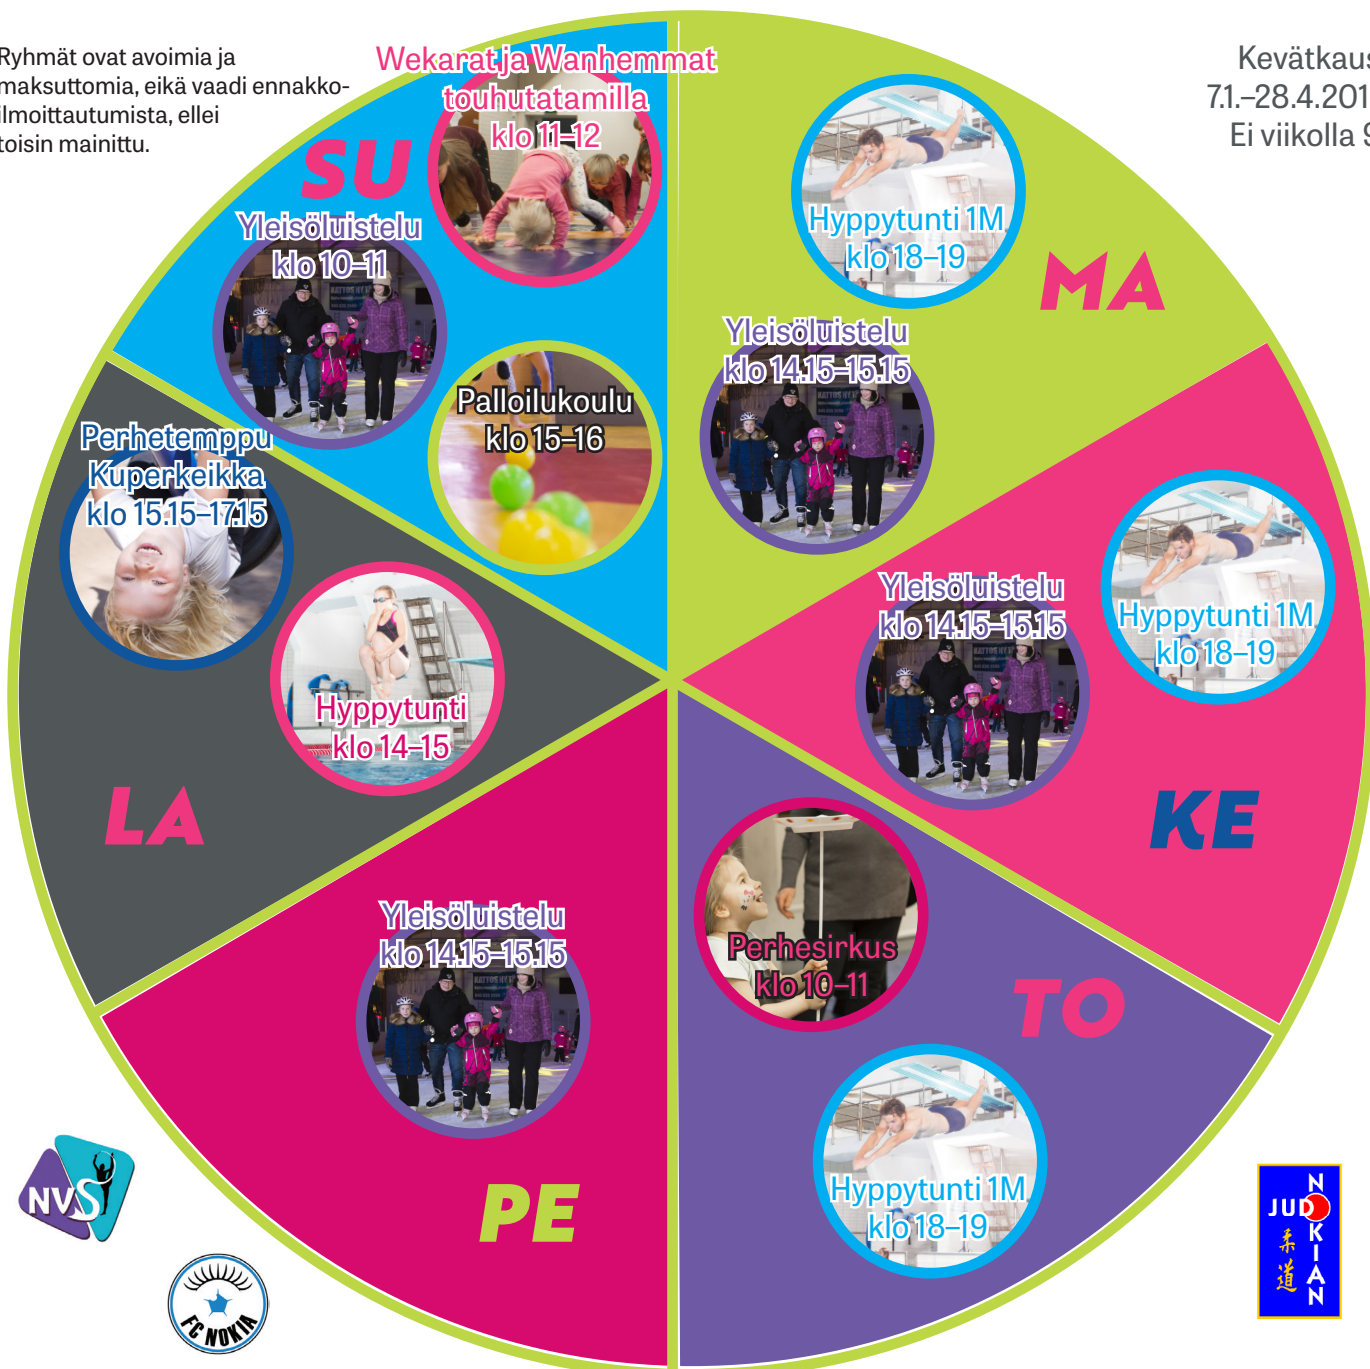 Ryhmät ovat avoimia ja
maksuttomia, eikä vaadi ennakko-
ilmoittautumista, ellei
toisin mainittu.
Kevätkaus
7.1.–28.4.201
Ei viikolla 9
SU
Wekarat ja Wanhemmat
touhutatamilla
klo 11–12
Yleisöluistelu
klo 10–11
Palloilukoulu
klo 15–16
MA
Hyppytunti 1M
klo 18–19
Yleisöluistelu
klo 14.15–15.15
KE
Hyppytunti 1M
klo 18–19
Yleisöluistelu
klo 14.15–15.15
TO
Perhesirkus
klo 10–11
Hyppytunti 1M
klo 18–19
PE
Yleisöluistelu
klo 14.15–15.15
LA
Perhetemppu
Kuperkeikka
klo 15.15–17.15
Hyppytunti
klo 14–15
NVS
FC NOKIA
JUDO
NOKIAN
柔道